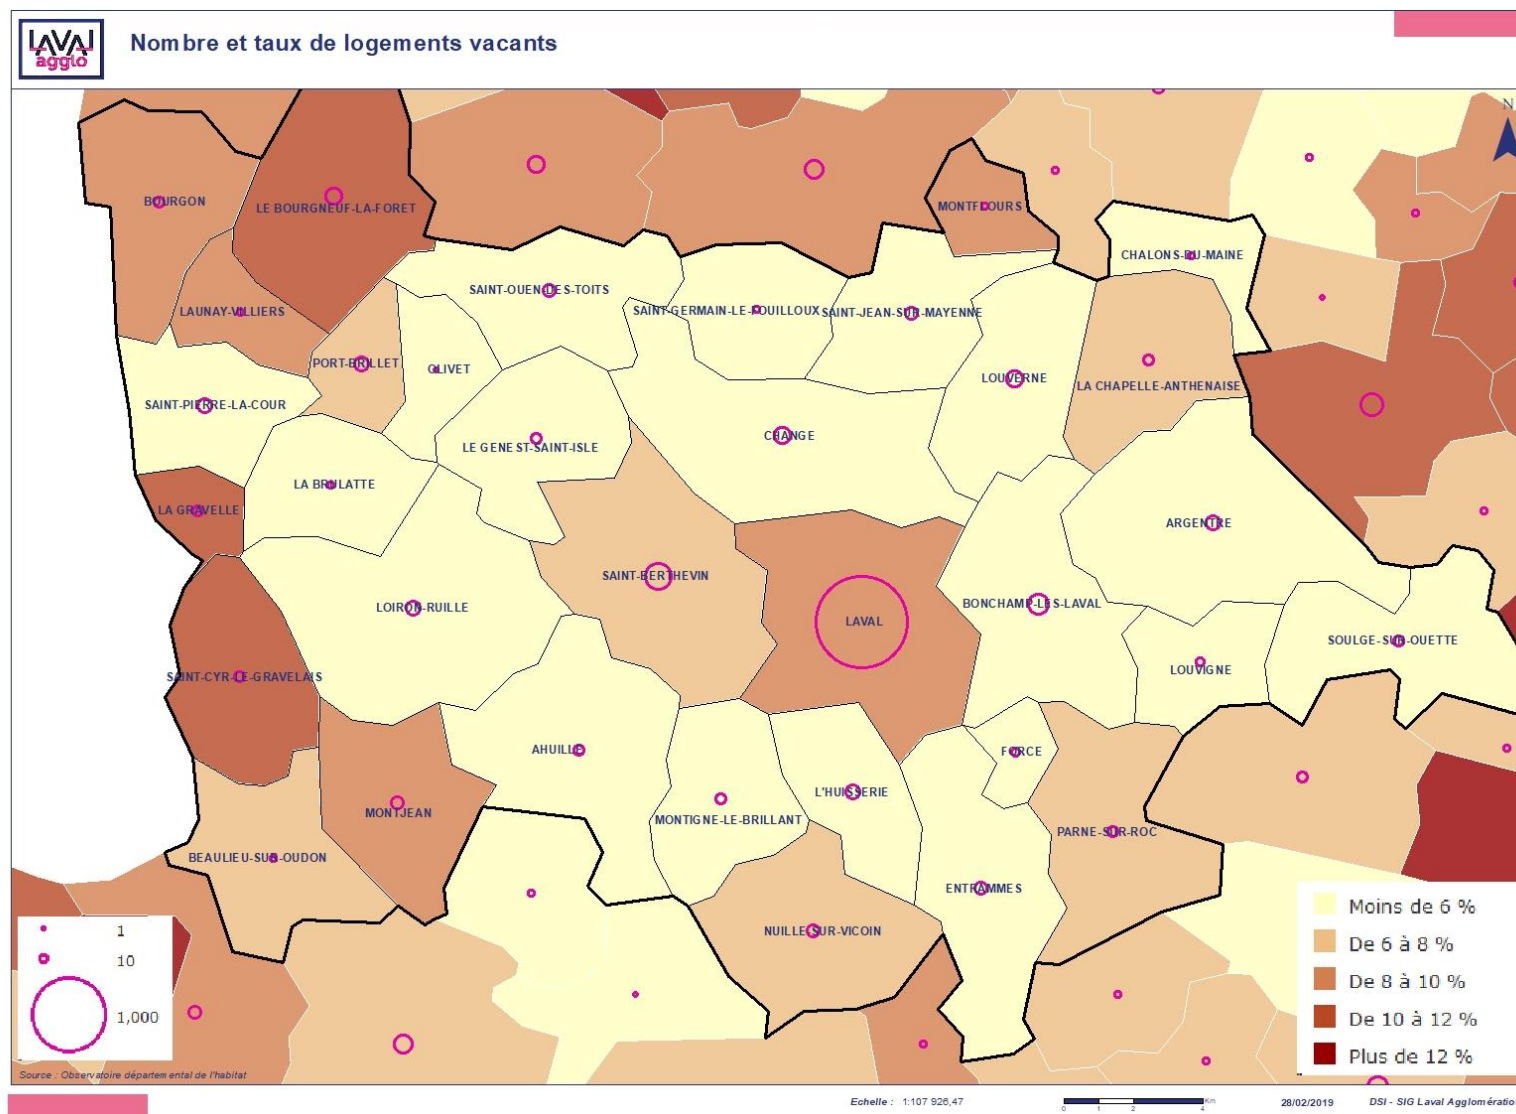 LAVAL
agglo
Nombre et taux de logements vacants
N
BOURGON
LE BOURGNEUF-LA-FORET
MONTFLOURS
CHALONS-DU-MAINE
SAINT-OUEN-DES-TOITS
LAUNAY-VILLIERS
SAINT-GERMAIN-LE-FOUILLOUX
SAINT-JEAN-SUR-MAYENNE
PORT-BRILLET
OLIVET
LOUVERNE
LA CHAPELLE-ANTHENAISE
SAINT-PIERRE-LA-COUR
CHANGE
LE GENEST-SAINT-ISLE
LA BRULATTE
LA GRAVELLE
ARGENTRE
SAINT-BERTHEVIN
LOIRON-RUILLE
BONCHAMP-LES-LAVAL
LAVAL
SOULGE-SUR-OUETTE
LOUVIGNE
SAINT-CYR-LE-GRAVELAIS
AHUILLE
FORCE
L'HUISSERIE
MONTJEAN
MONTIGNE-LE-BRILLANT
PARNE-SUR-ROC
BEAULIEU-SUR-OUDON
ENTRAMMES
NUILLE-SUR-VICOIN
1
10
1,000
Moins de 6 %
De 6 à 8 %
De 8 à 10 %
De 10 à 12 %
Plus de 12 %
Source : Observatoire départemental de l'habitat
Echelle : 1:107 926,47
0 1 2 4 Km
28/02/2019
DSI - SIG Laval Agglomération